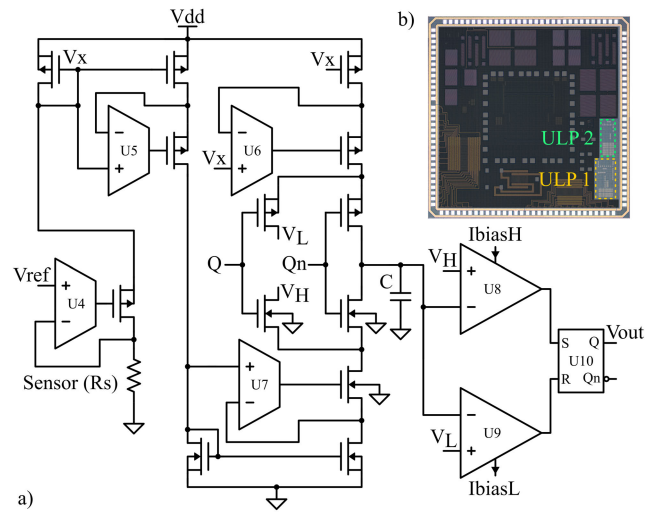 Vdd
b)
Vx
Vx
U5
U6
Vx
ULP 2
ULP 1
VL
Q
Qn
IbiasH
VH
VH
C
U8
Vref
U4
Vout
S
Q
U10
R
Qn
Sensor (Rs)
U7
U9
VL
IbiasL
a)